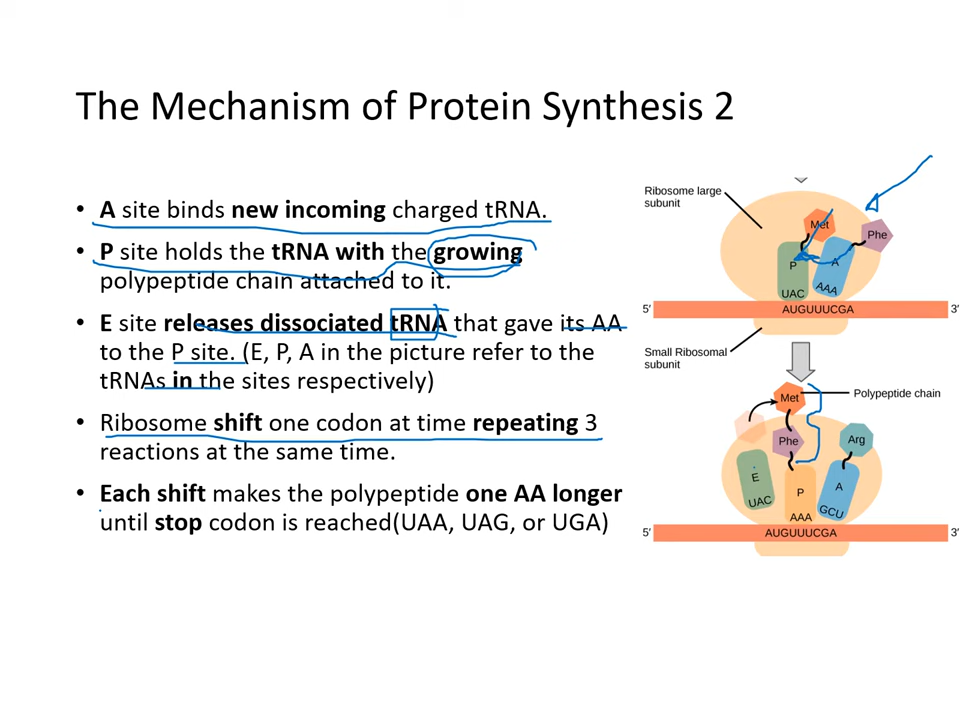 The Mechanism of Protein Synthesis 2
• A site binds new incoming charged tRNA.
• P site holds the tRNA with the growing
polypeptide chain attached to it.
• E site releases dissociated tRNA that gave its AA
to the P site. (E, P, A in the picture refer to the
tRNAs in the sites respectively)
• Ribosome shift one codon at time repeating 3
reactions at the same time.
• Each shift makes the polypeptide one AA longer
until stop codon is reached(UAA, UAG, or UGA)
Ribosome large
subunit
Met
Phe
P
A
UAC
AAA
5′
AUGUUUCGA
3′
Small Ribosomal
subunit
Met
Polypeptide chain
Phe
Arg
E
P
A
UAC
AAA
GCU
5′
AUGUUUCGA
3′